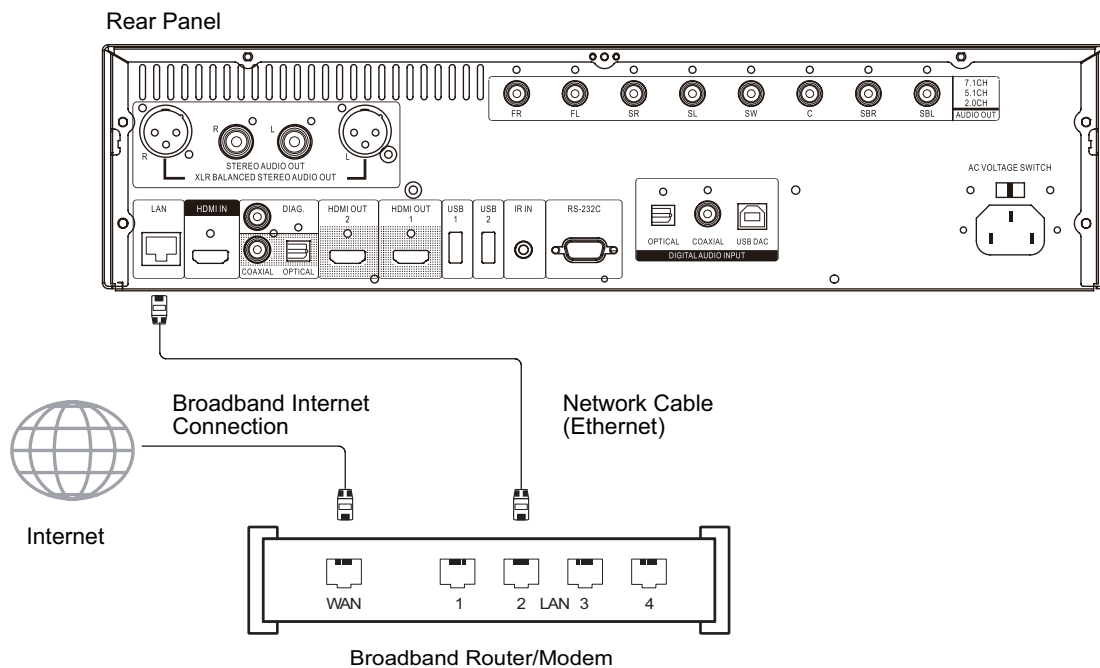 Rear Panel
FR FL SR SL SW C SBR SBL
7.1CH
5.1CH
2.0CH
AUDIO OUT
R L
R L
STEREO AUDIO OUT
XLR BALANCED STEREO AUDIO OUT
AC VOLTAGE SWITCH
LAN HDMI IN DIAG. HDMI OUT 2 HDMI OUT 1 USB 1 USB 2 IR IN RS-232C
COAXIAL OPTICAL
OPTICAL COAXIAL USB DAC
DIGITAL AUDIO INPUT
Broadband Internet
Connection
Network Cable
(Ethernet)
Internet
WAN 1 2 LAN 3 4
Broadband Router/Modem